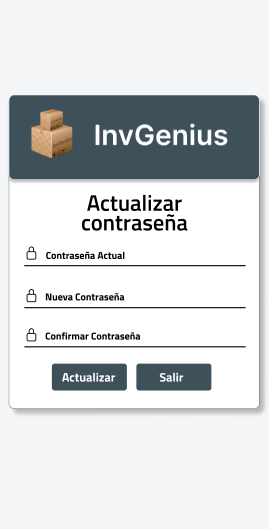 InvGenius
Actualizar
contraseña
Contraseña Actual
Nueva Contraseña
Confirmar Contraseña
Actualizar Salir